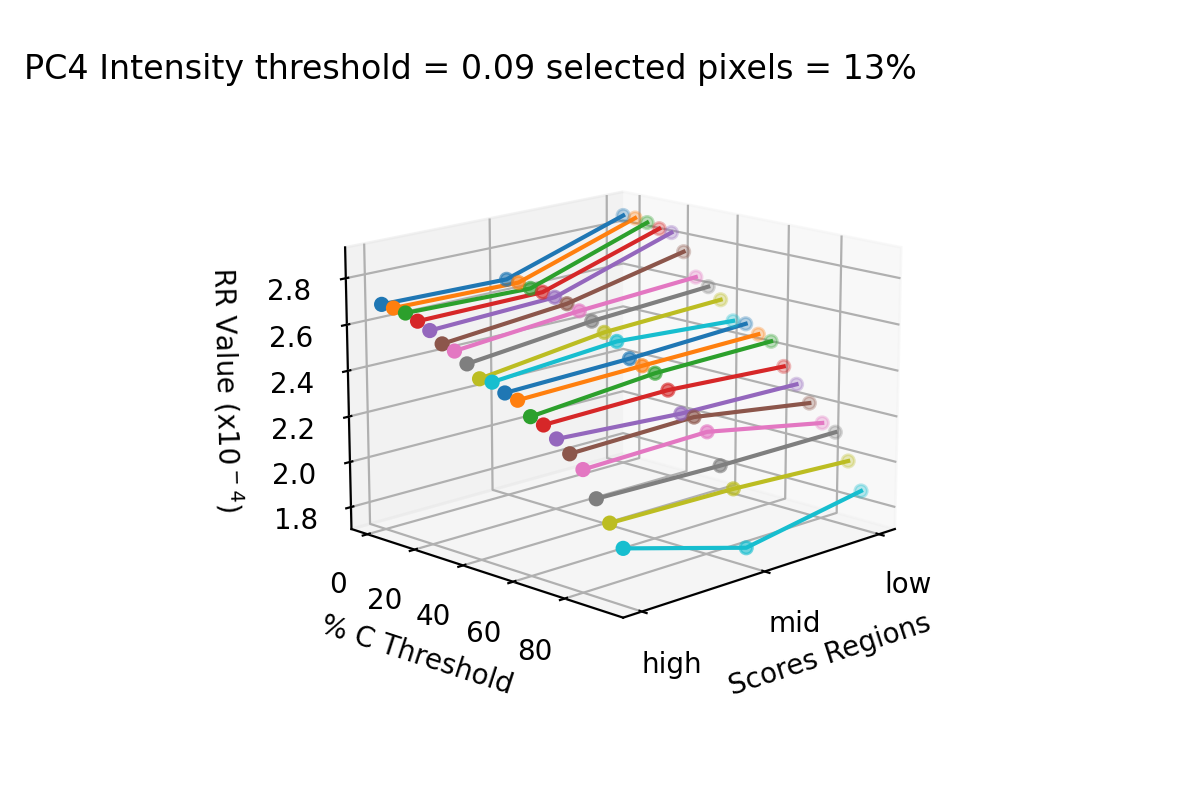 PC4 Intensity threshold = 0.09 selected pixels = 13%
RR Value (x10⁻⁴)
2.8
2.6
2.4
2.2
2.0
1.8
0
20
40
60
80
% C Threshold
high
mid
low
Scores Regions